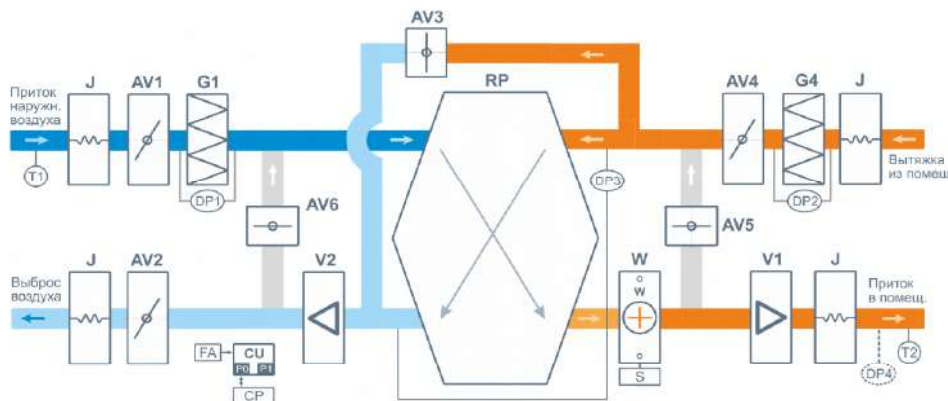 AV3
J
AV1
G1
RP
AV4
G4
J
Приток
наружн.
воздуха
Вытяжка
из помещ.
T1
DP1
DP3
DP2
AV6
AV5
J
AV2
V2
W
V1
J
Выброс
воздуха
w
Приток
в помещ.
FA
CU
P0 P1
CP
S
DP4
T2